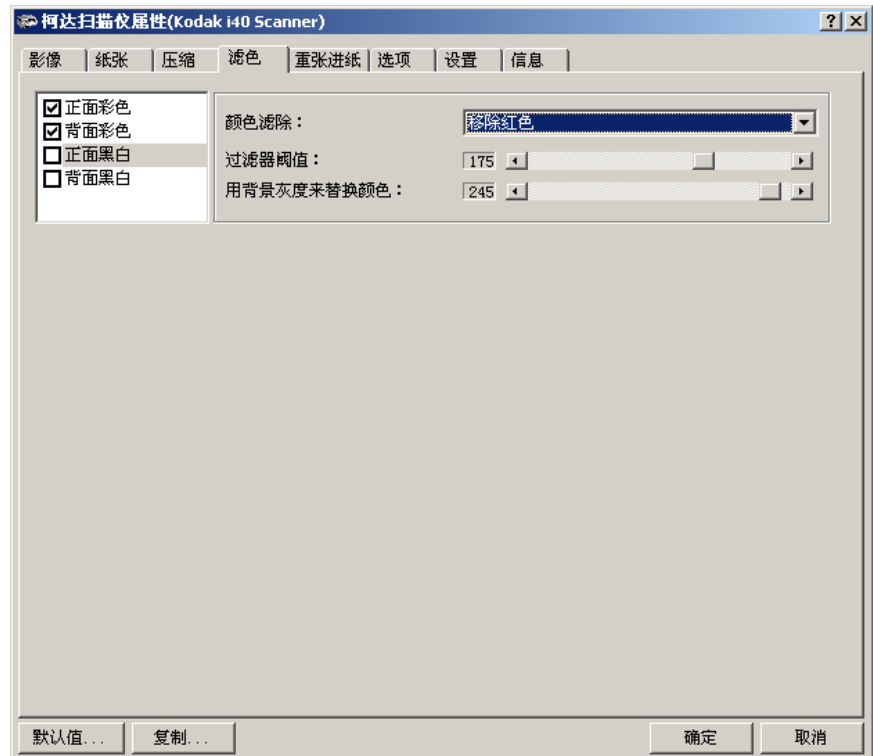 柯达扫描仪属性(Kodak i40 Scanner)
影像 纸张 压缩 滤色 重张进纸 选项 设置 信息
正面彩色
背面彩色
正面黑白
背面黑白
颜色滤除：
移除红色
过滤器阈值：
175
用背景灰度来替换颜色：
245
默认值... 复制... 确定 取消